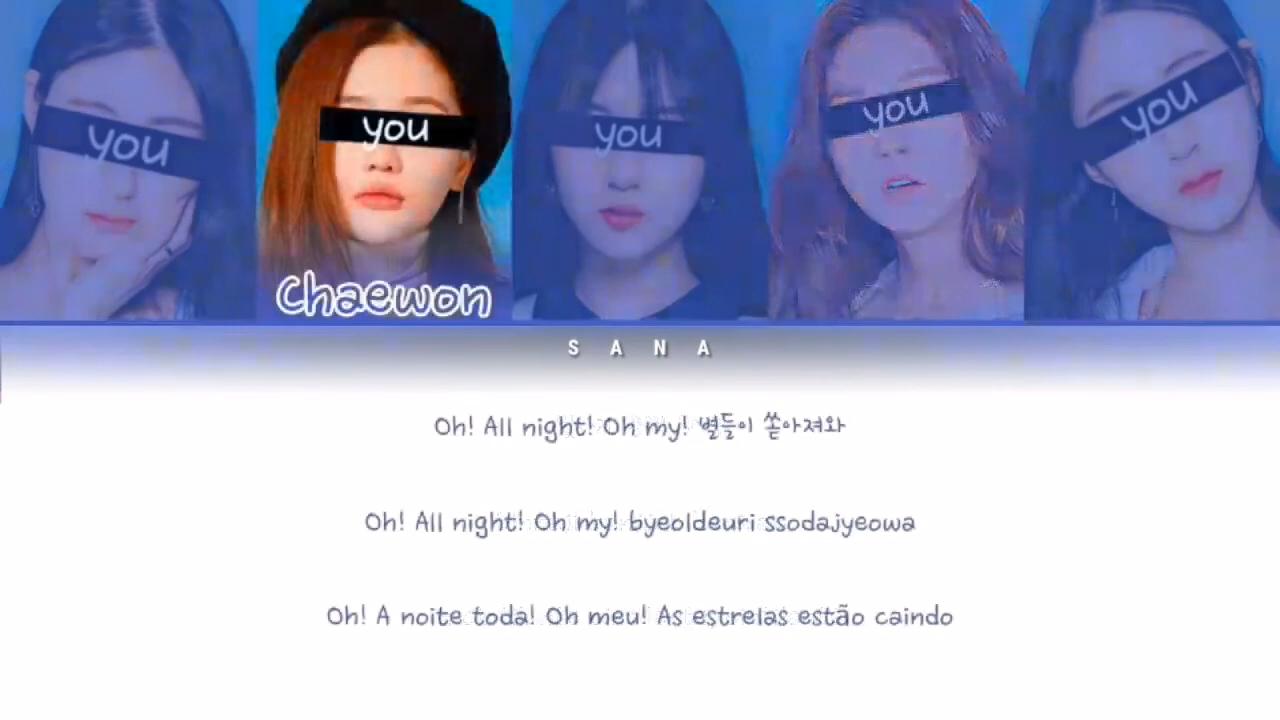 you you you you you
Chaewon
SANA
Oh! All night! Oh my! 별들이 쏟아져와
Oh! All night! Oh my! byeoldeuri ssodajyeowa
Oh! A noite toda! Oh meu! As estrelas estão caindo